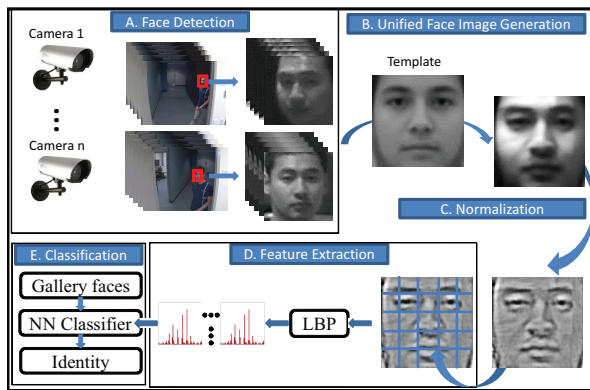 A. Face Detection
Camera 1
Camera n
B. Unified Face Image Generation
Template
C. Normalization
D. Feature Extraction
LBP
E. Classification
Gallery faces
NN Classifier
Identity